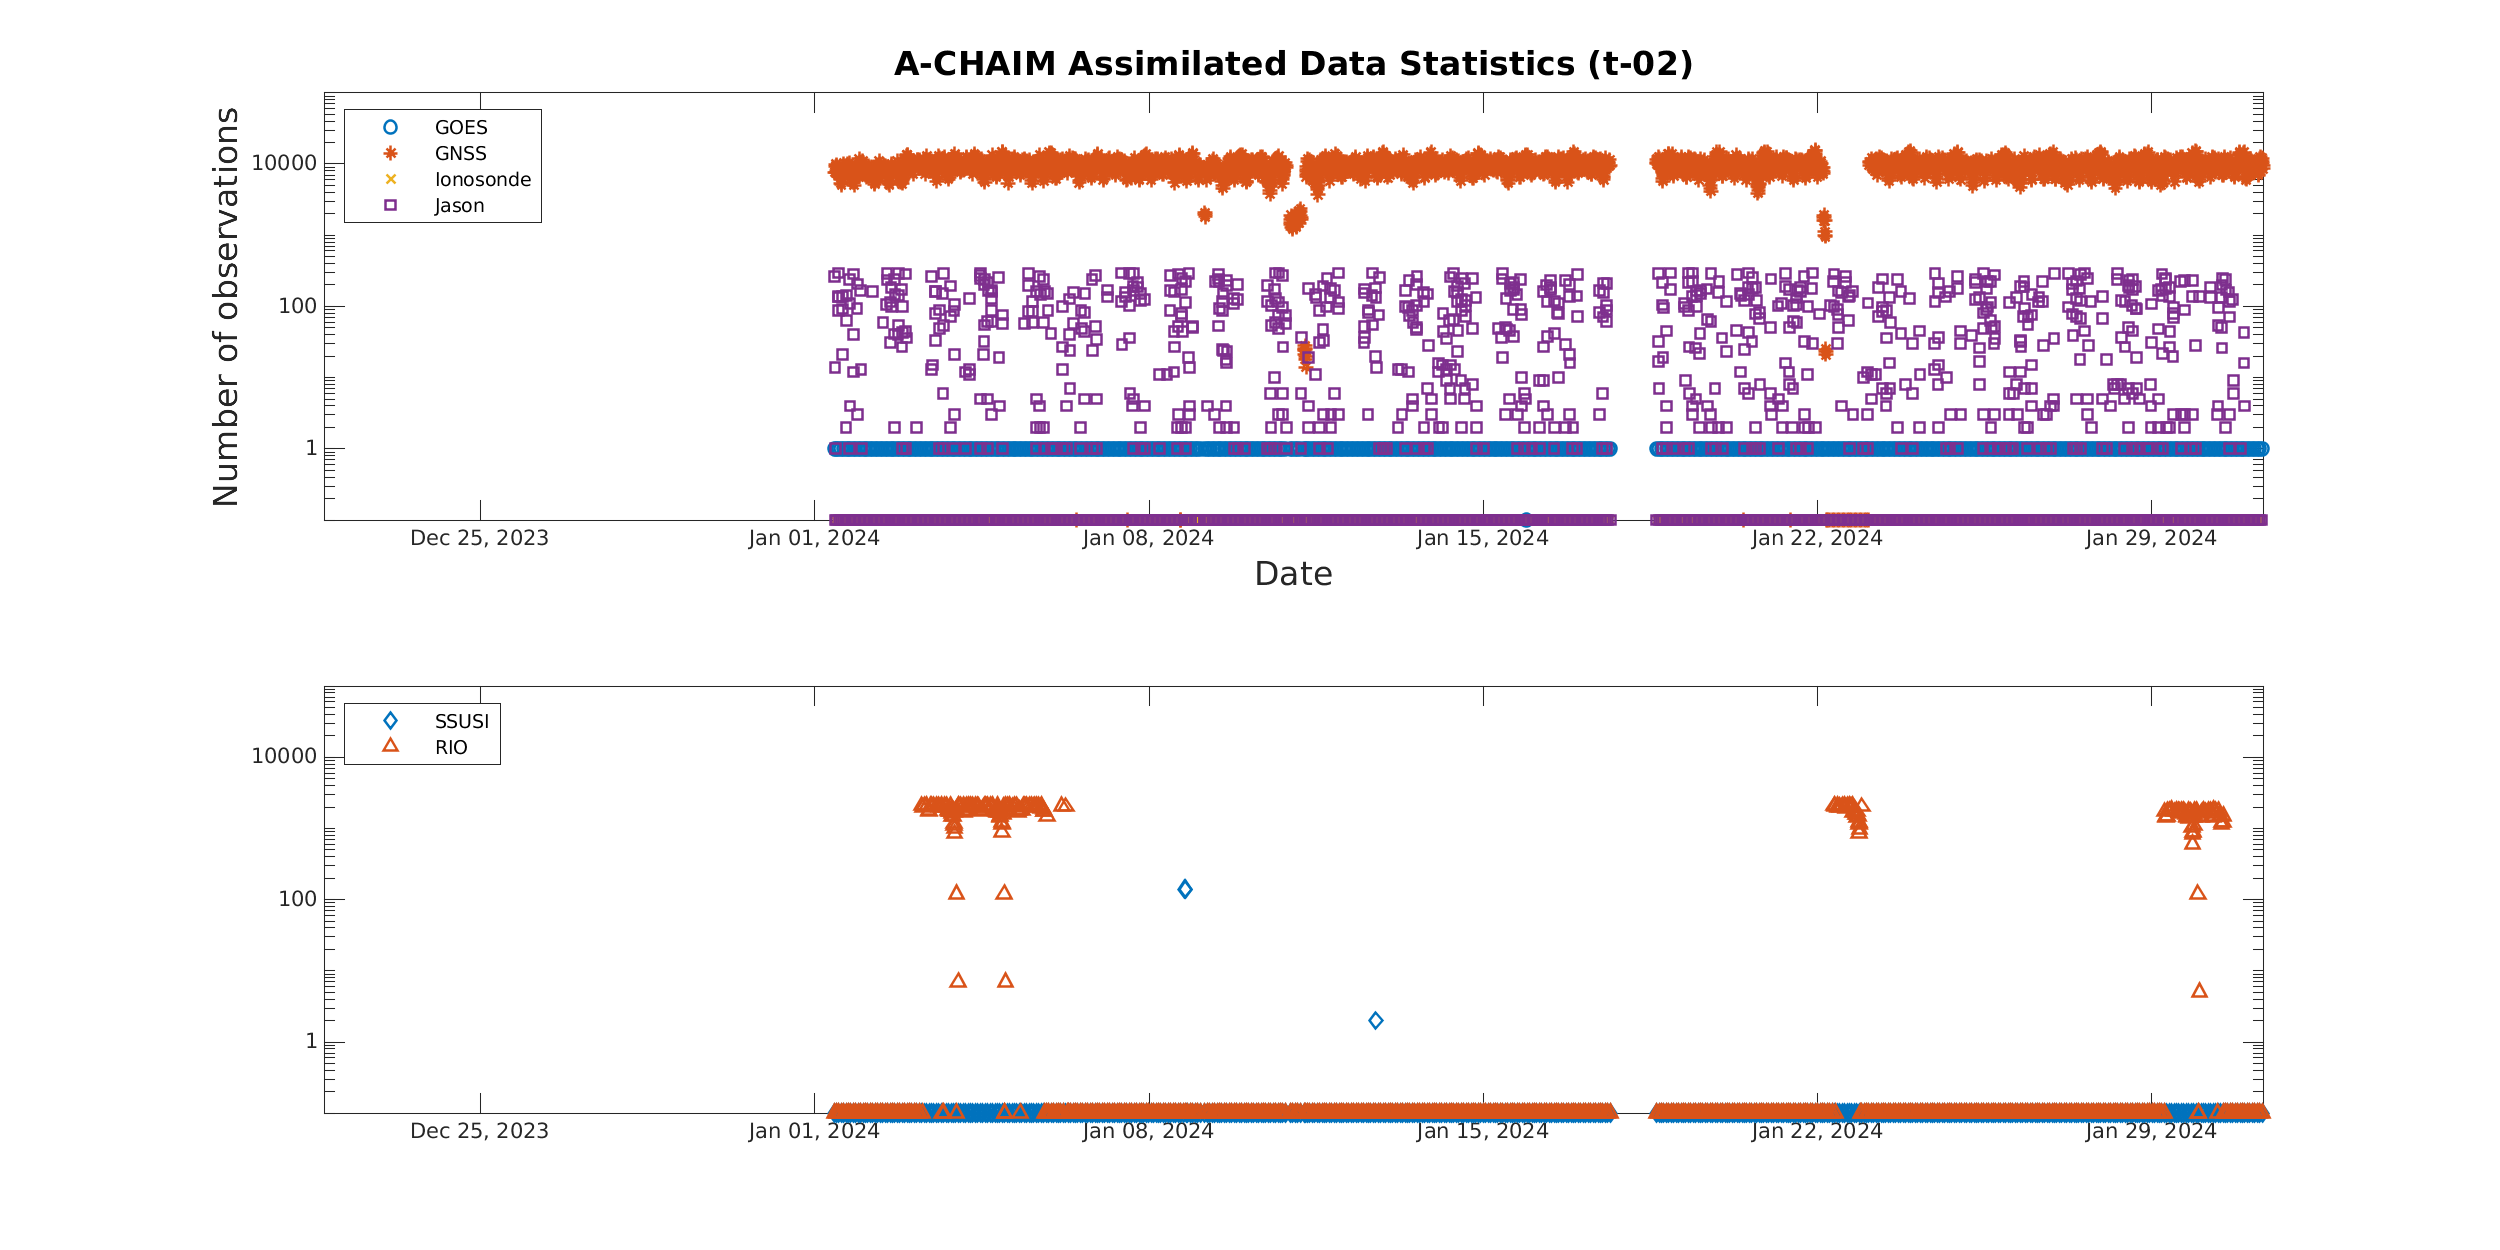 A-CHAIM Assimilated Data Statistics (t-02)
Number of observations
10000
100
1
GOES
GNSS
Ionosonde
Jason
Dec 25, 2023
Jan 01, 2024
Jan 08, 2024
Jan 15, 2024
Jan 22, 2024
Jan 29, 2024
Date
10000
100
1
SSUSI
RIO
Dec 25, 2023
Jan 01, 2024
Jan 08, 2024
Jan 15, 2024
Jan 22, 2024
Jan 29, 2024